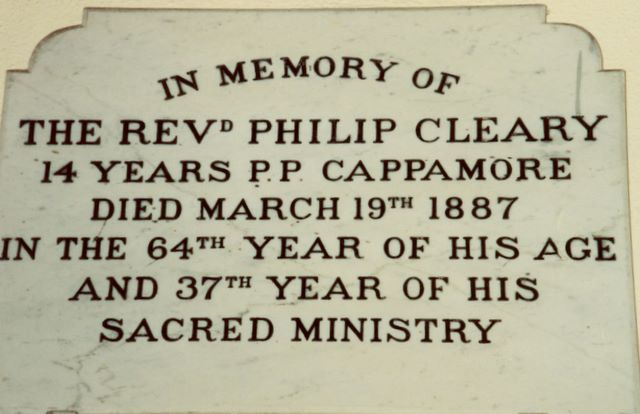 IN MEMORY OF
THE REVD PHILIP CLEARY
14 YEARS P.P. CAPPAMORE
DIED MARCH 19TH 1887
IN THE 64TH YEAR OF HIS AGE
AND 37TH YEAR OF HIS
SACRED MINISTRY